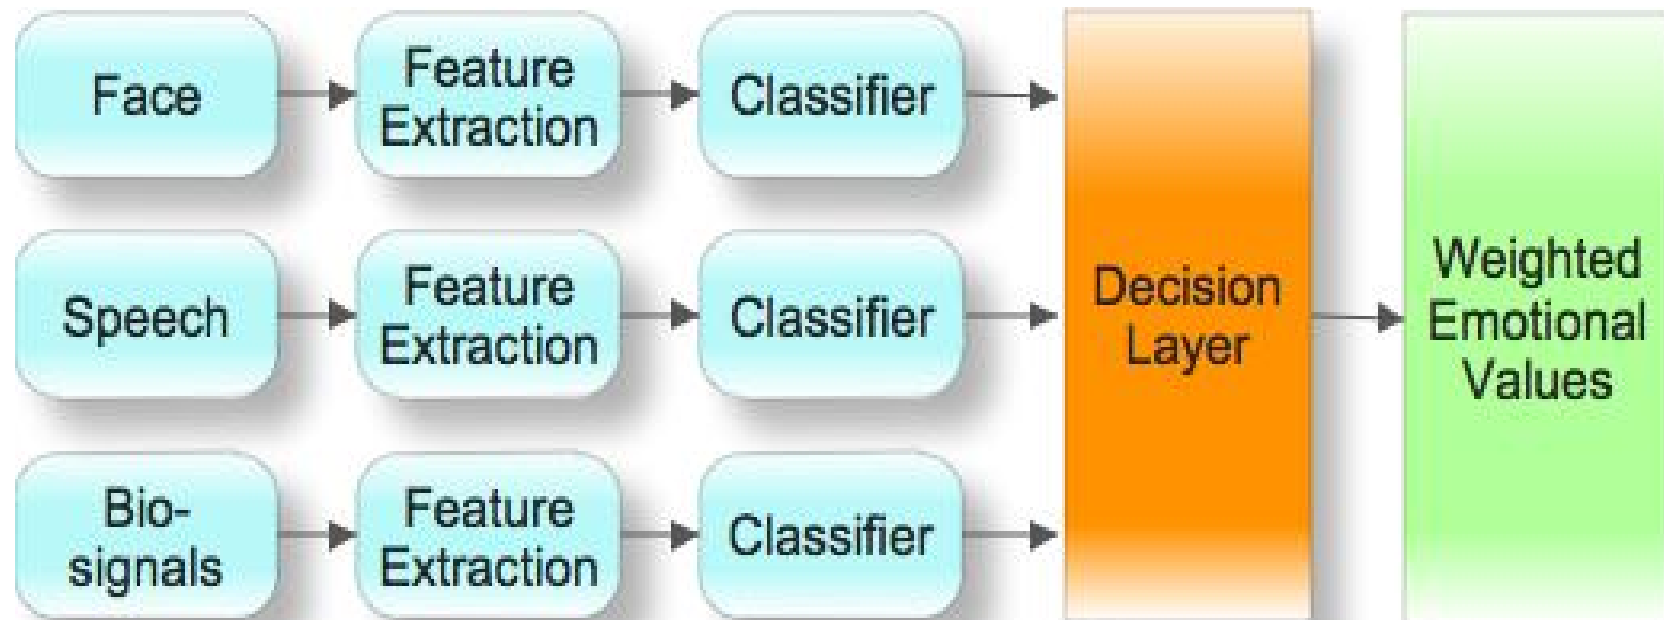 Face
Feature
Extraction
Classifier
Speech
Feature
Extraction
Classifier
Bio-
signals
Feature
Extraction
Classifier
Decision
Layer
Weighted
Emotional
Values